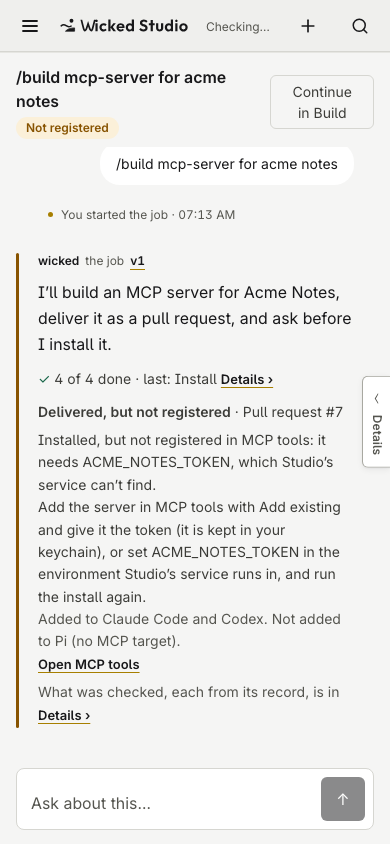 Wicked Studio
Checking...
/build mcp-server for acme
notes
Not registered
Continue
in Build
/build mcp-server for acme notes
You started the job · 07:13 AM
wicked the job v1
I’ll build an MCP server for Acme Notes,
deliver it as a pull request, and ask before
I install it.
✓ 4 of 4 done · last: Install Details ›
Delivered, but not registered · Pull request #7
Installed, but not registered in MCP tools: it
needs ACME_NOTES_TOKEN, which Studio’s
service can’t find.
Add the server in MCP tools with Add existing
and give it the token (it is kept in your
keychain), or set ACME_NOTES_TOKEN in the
environment Studio’s service runs in, and run
the install again.
Added to Claude Code and Codex. Not added
to Pi (no MCP target).
Open MCP tools
What was checked, each from its record, is in
Details ›
Details
Ask about this...